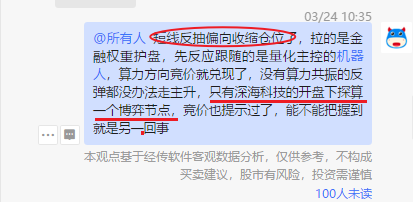 03/24 10:35
@所有人 短线反抽偏向收缩仓位了，拉的是金
融权重护盘，先反应跟随的是量化主控的机器
人，算力方向竞价就兑现了，没有算力共振的反
弹都没办法走主升，只有深海科技的开盘下探算
一个博弈节点，竞价也提示过了，能不能把握到
就是另一回事
本观点基于经传软件客观数据分析，仅供参考，不构成
买卖建议，股市有风险，投资需谨慎
100人未读